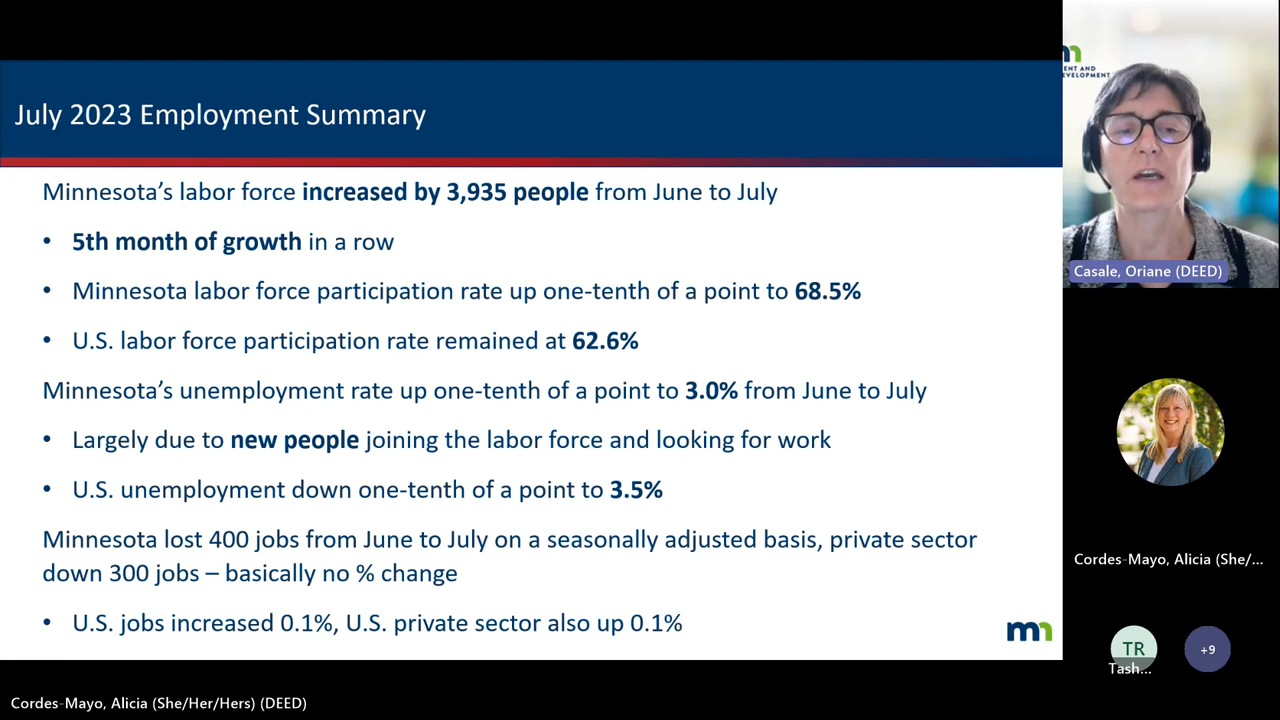 July 2023 Employment Summary
Minnesota’s labor force increased by 3,935 people from June to July
• 5th month of growth in a row
• Minnesota labor force participation rate up one-tenth of a point to 68.5%
• U.S. labor force participation rate remained at 62.6%
Minnesota’s unemployment rate up one-tenth of a point to 3.0% from June to July
• Largely due to new people joining the labor force and looking for work
• U.S. unemployment down one-tenth of a point to 3.5%
Minnesota lost 400 jobs from June to July on a seasonally adjusted basis, private sector
down 300 jobs – basically no % change
• U.S. jobs increased 0.1%, U.S. private sector also up 0.1%
mn
ENT AND
EVELOPMENT
Casale, Oriane (DEED)
Cordes-Mayo, Alicia (She/...
TR
Tash...
+9
Cordes-Mayo, Alicia (She/Her/Hers) (DEED)